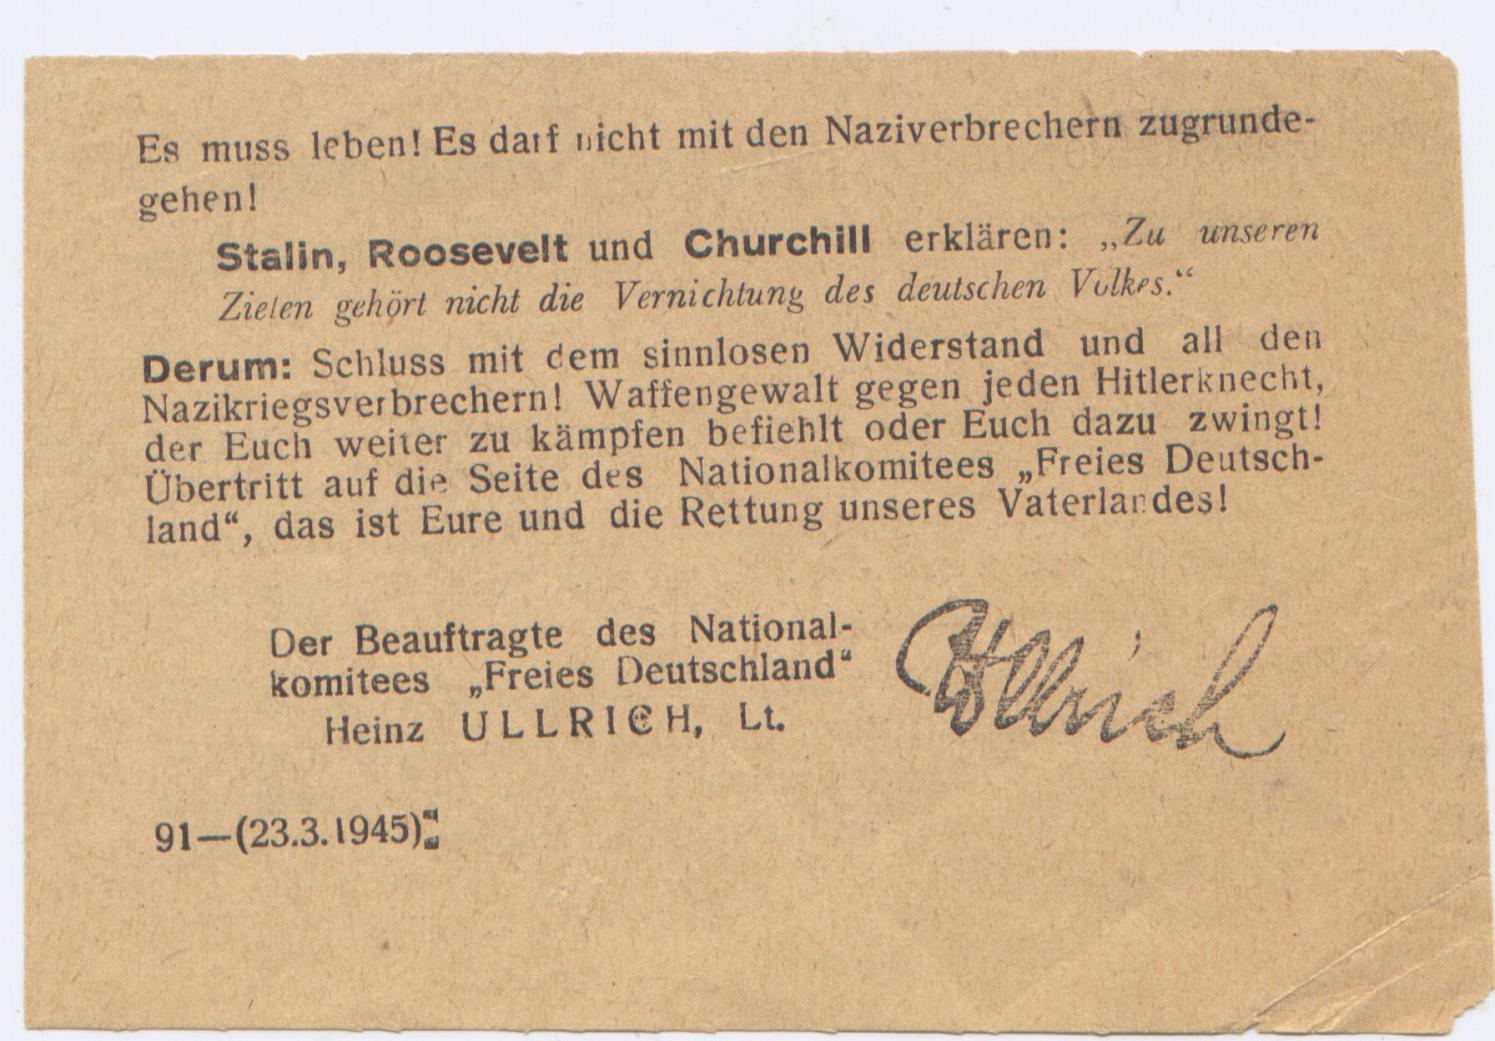 Es muss leben! Es darf nicht mit den Naziverbrechern zugrunde-
gehen!
Stalin, Roosevelt und Churchill erklären: „Zu unseren
Zielen gehört nicht die Vernichtung des deutschen Volkes.“
Derum: Schluss mit dem sinnlosen Widerstand und all den
Nazikriegsverbrechern! Waffengewalt gegen jeden Hitlerknecht,
der Euch weiter zu kämpfen befiehlt oder Euch dazu zwingt!
Übertritt auf die Seite des Nationalkomitees „Freies Deutsch-
land“, das ist Eure und die Rettung unseres Vaterlandes!
Der Beauftragte des National-
komitees „Freies Deutschland“
Heinz ULLRICH, Lt.
Ullrich
91—(23.3.1945)